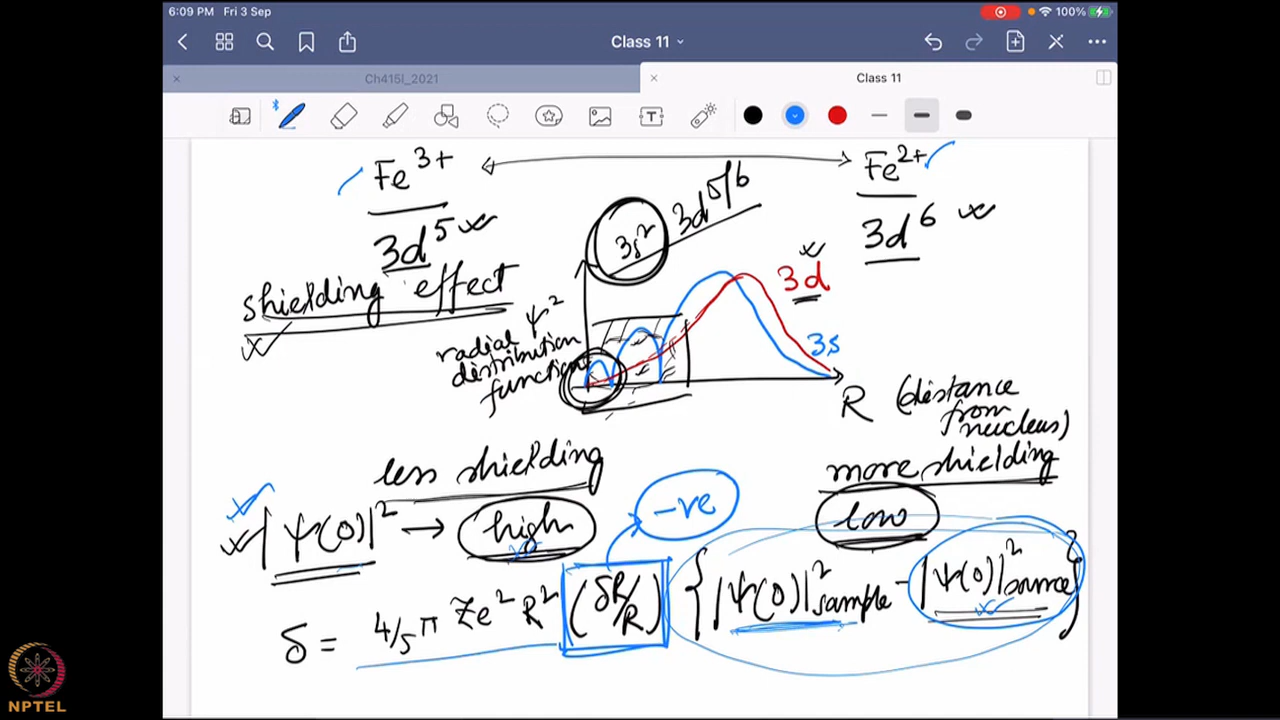 6:09 PM Fri 3 Sep
100%
Class 11
Ch415I_2021
Class 11
T
Fe3+
Fe2+
3d5
3s2
3d5/6
3d6
shielding effect
3d
radial ψ2
distribution
function
3s
R (distance
from
nucleus)
less shielding
more shielding
|ψ(0)|2 → high
-ve
low
δ = 4/5 π Ze2 R2 (δR/R) { |ψ(0)|2sample - |ψ(0)|2source }
NPTEL